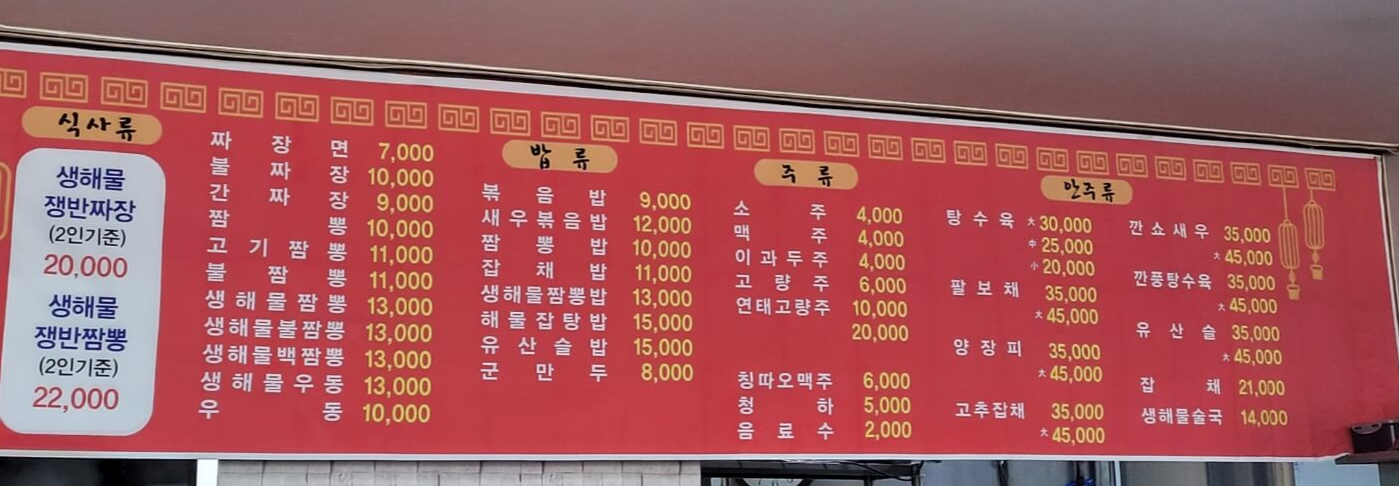 식사류
생해물
쟁반짜장
(2인기준)
20,000
생해물
쟁반짬뽕
(2인기준)
22,000
짜장면 7,000
불짜장 10,000
간짜장 9,000
짬뽕 10,000
고기짬뽕 11,000
불짬뽕 11,000
생해물짬뽕 13,000
생해물불짬뽕 13,000
생해물백짬뽕 13,000
생해물우동 13,000
우동 10,000
밥류
볶음밥 9,000
새우볶음밥 12,000
짬뽕밥 10,000
잡채밥 11,000
생해물짬뽕밥 13,000
해물잡탕밥 15,000
유산슬밥 15,000
군만두 8,000
주류
소주 4,000
맥주 4,000
이과두주 4,000
고량주 6,000
연태고량주 10,000
20,000
칭따오맥주 6,000
청하 5,000
음료수 2,000
안주류
탕수육 大 30,000
中 25,000
小 20,000
팔보채 35,000
大 45,000
양장피 35,000
大 45,000
고추잡채 35,000
大 45,000
깐쇼새우 35,000
大 45,000
깐풍탕수육 35,000
大 45,000
유산슬 35,000
大 45,000
잡채 21,000
생해물술국 14,000